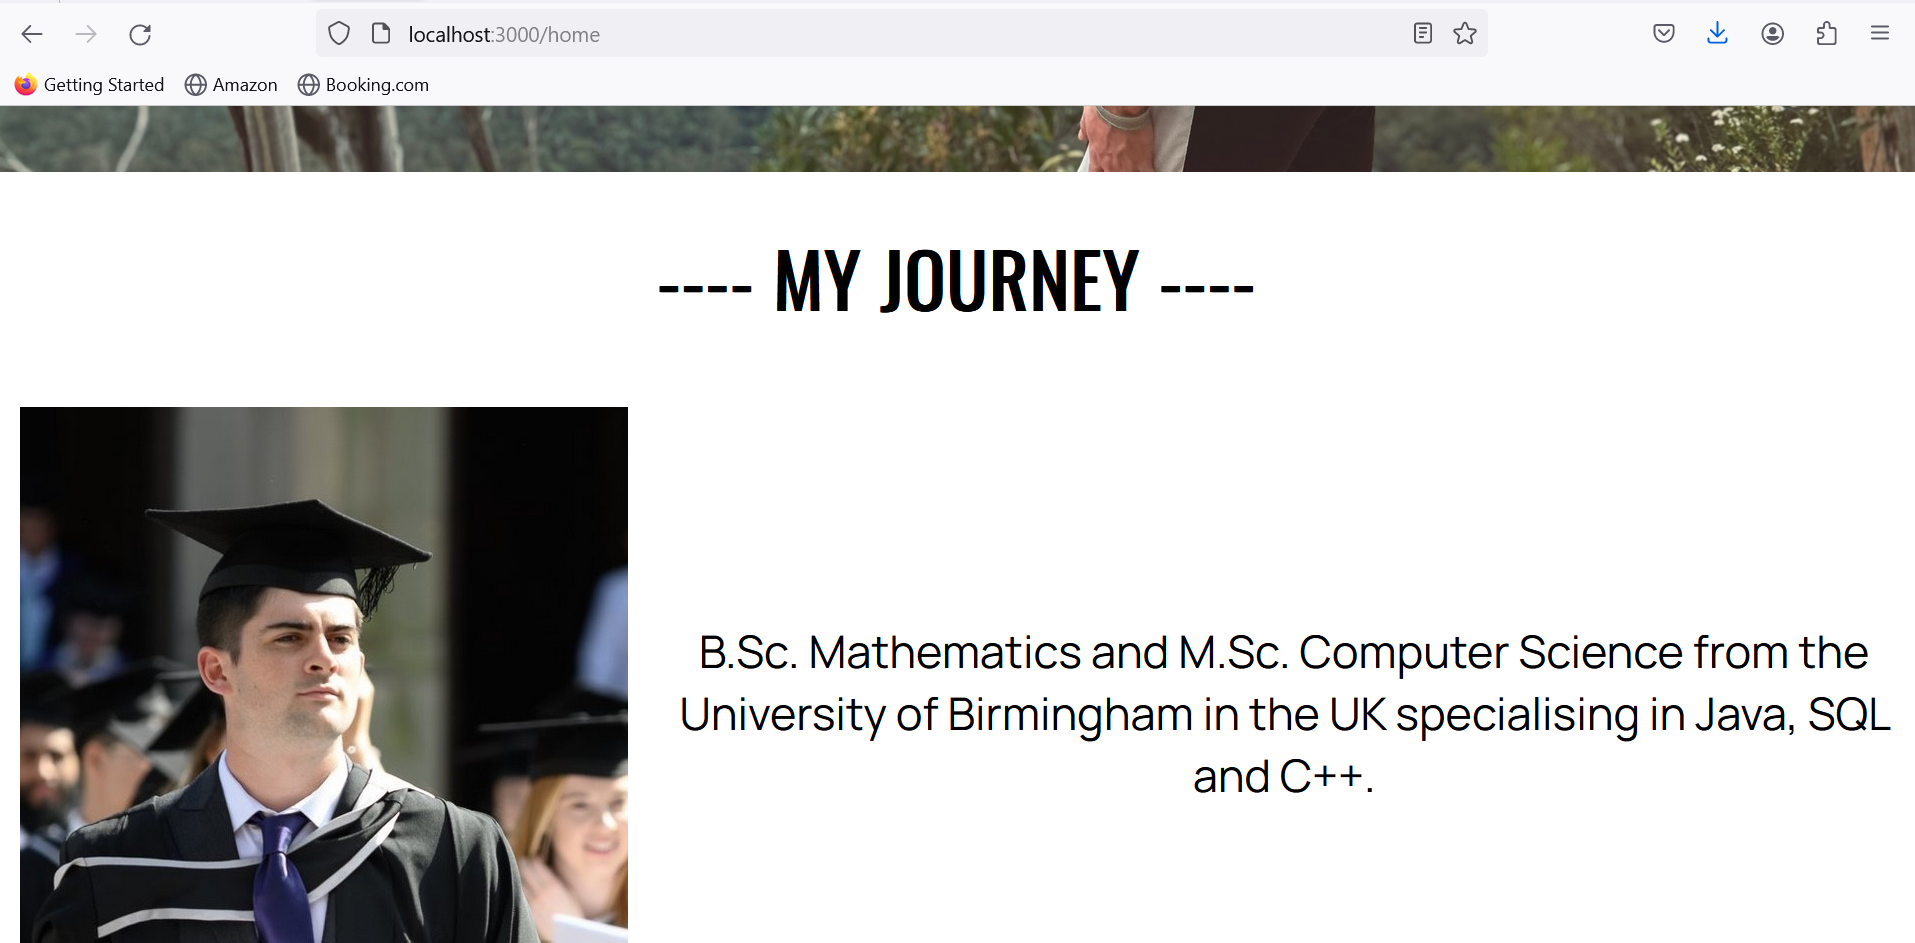 localhost:3000/home
Getting Started Amazon Booking.com
---- MY JOURNEY ----
B.Sc. Mathematics and M.Sc. Computer Science from the
University of Birmingham in the UK specialising in Java, SQL
and C++.